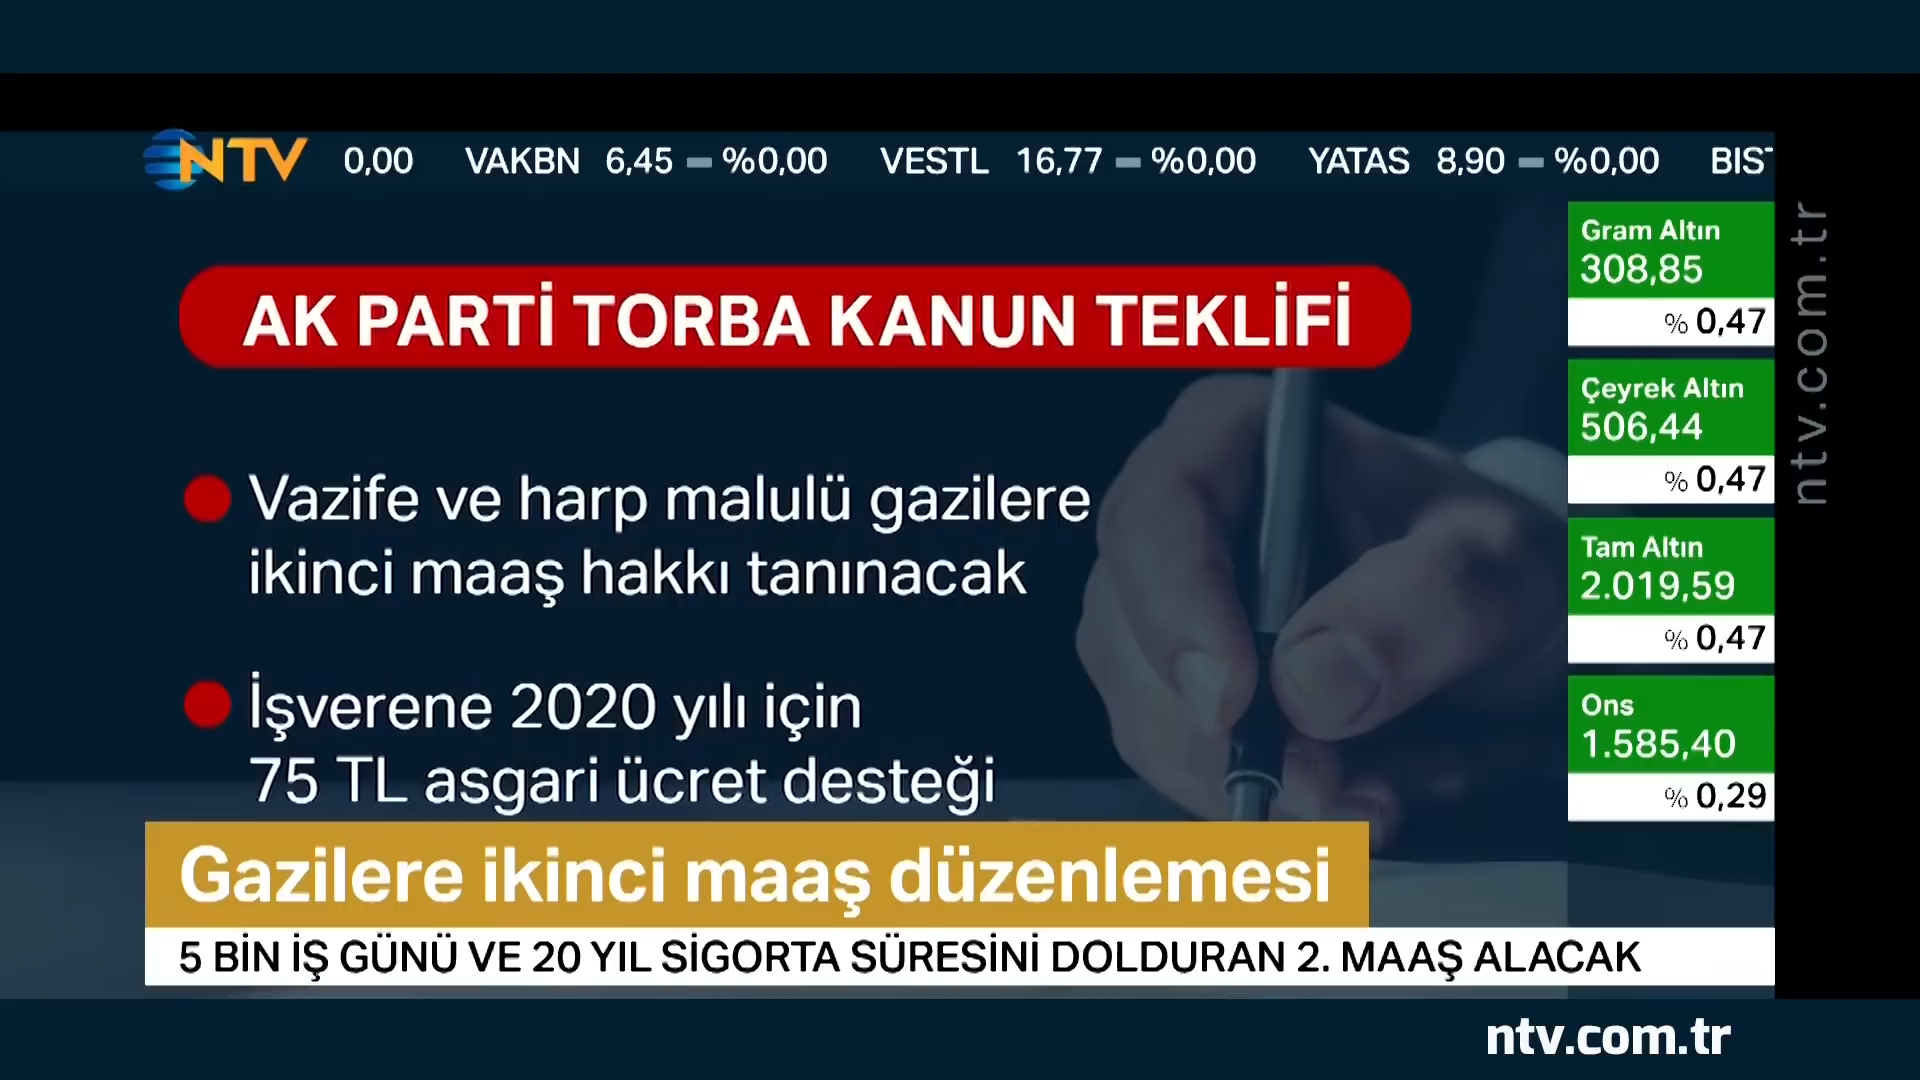 NTV 0,00 VAKBN 6,45 %0,00 VESTL 16,77 %0,00 YATAS 8,90 %0,00 BIST
AK PARTİ TORBA KANUN TEKLİFİ
Vazife ve harp malulü gazilere
ikinci maaş hakkı tanınacak
İşverene 2020 yılı için
75 TL asgari ücret desteği
Gram Altın
308,85
% 0,47
Çeyrek Altın
506,44
% 0,47
Tam Altın
2.019,59
% 0,47
Ons
1.585,40
% 0,29
ntv.com.tr
Gazilere ikinci maaş düzenlemesi
5 BİN İŞ GÜNÜ VE 20 YIL SİGORTA SÜRESİNİ DOLDURAN 2. MAAŞ ALACAK
ntv.com.tr